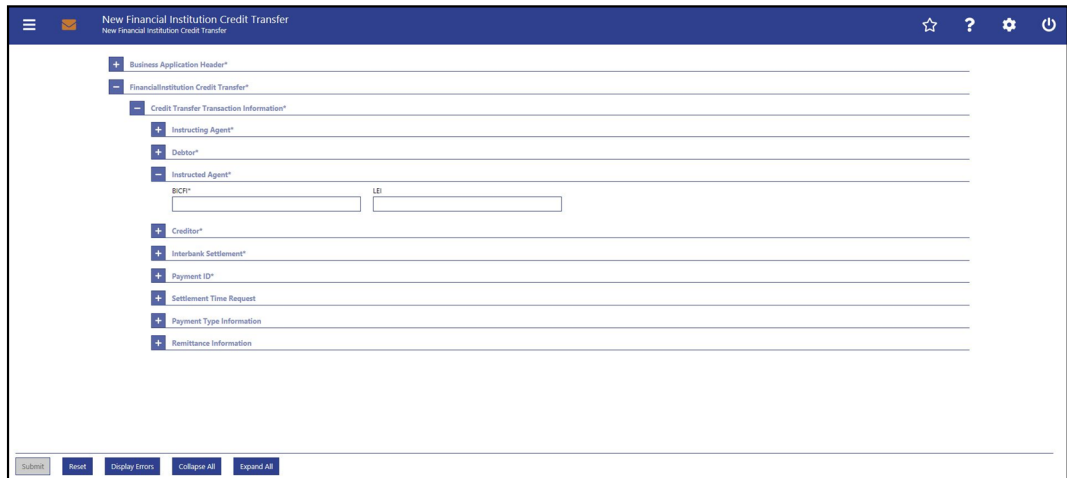 New Financial Institution Credit Transfer
New Financial Institution Credit Transfer
Business Application Header*
FinancialInstitution Credit Transfer*
Credit Transfer Transaction Information*
Instructing Agent*
Debtor*
Instructed Agent*
BICFI* LEI
Creditor*
Interbank Settlement*
Payment ID*
Settlement Time Request
Payment Type Information
Remittance Information
Submit Reset Display Errors Collapse All Expand All